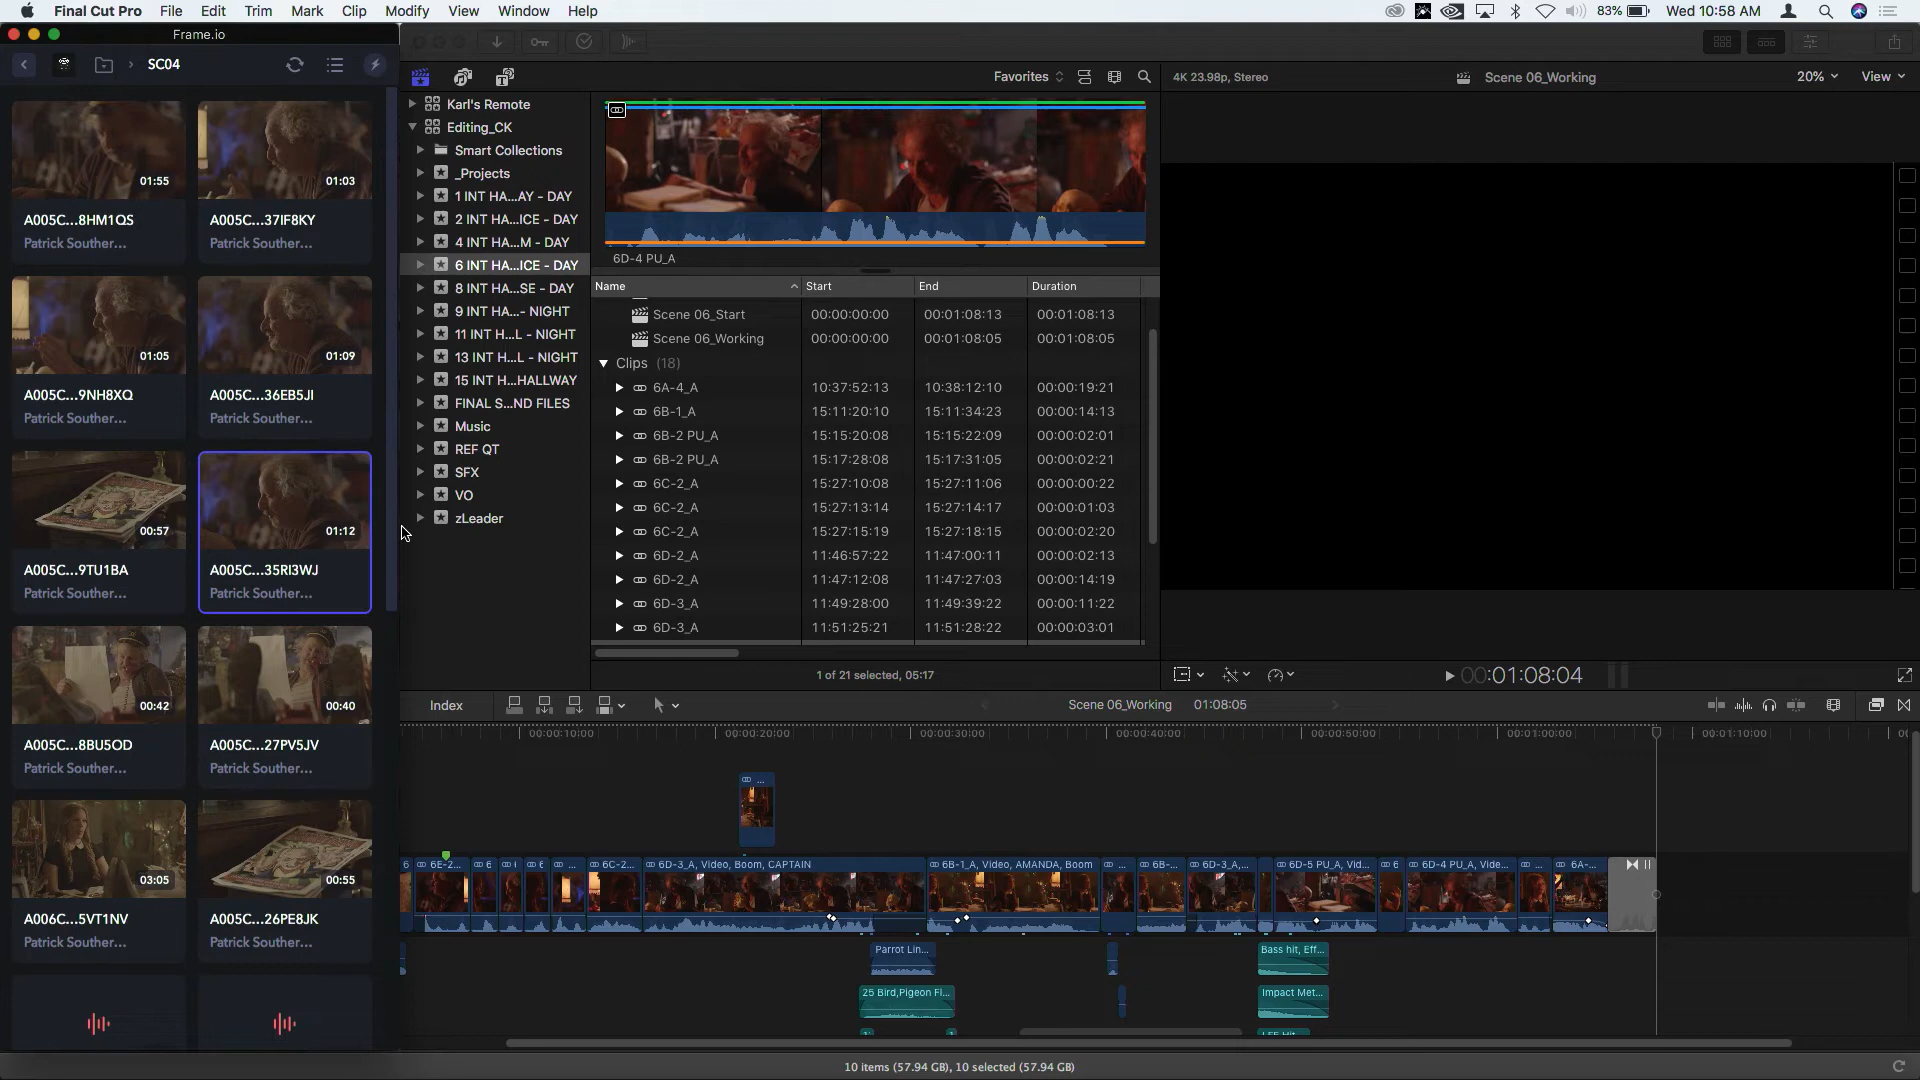 Final Cut Pro File Edit Trim Mark Clip Modify View Window Help 83% Wed 10:58 AM
Frame.io
SC04
01:55 01:03
A005C...8HM1QS A005C...37IF8KY
Patrick Souther... Patrick Souther...
01:05 01:09
A005C...9NH8XQ A005C...36EB5JI
Patrick Souther... Patrick Souther...
00:57 01:12
A005C...9TU1BA A005C...35RI3WJ
Patrick Souther... Patrick Souther...
00:42 00:40
A005C...8BU5OD A005C...27PV5JV
Patrick Souther... Patrick Souther...
03:05 00:55
A006C...5VT1NV A005C...26PE8JK
Patrick Souther... Patrick Souther...
Karl's Remote
Editing_CK
Smart Collections
_Projects
1 INT HA...AY - DAY
2 INT HA...ICE - DAY
4 INT HA...M - DAY
6 INT HA...ICE - DAY
8 INT HA...SE - DAY
9 INT HA...- NIGHT
11 INT H...L - NIGHT
13 INT H...L - NIGHT
15 INT H...HALLWAY
FINAL S...ND FILES
Music
REF QT
SFX
VO
zLeader
Favorites
6D-4 PU_A
Name Start End Duration
Scene 06_Start 00:00:00:00 00:01:08:13 00:01:08:13
Scene 06_Working 00:00:00:00 00:01:08:05 00:01:08:05
Clips (18)
6A-4_A 10:37:52:13 10:38:12:10 00:00:19:21
6B-1_A 15:11:20:10 15:11:34:23 00:00:14:13
6B-2 PU_A 15:15:20:08 15:15:22:09 00:00:02:01
6B-2 PU_A 15:17:28:08 15:17:31:05 00:00:02:21
6C-2_A 15:27:10:08 15:27:11:06 00:00:00:22
6C-2_A 15:27:13:14 15:27:14:17 00:00:01:03
6C-2_A 15:27:15:19 15:27:18:15 00:00:02:20
6D-2_A 11:46:57:22 11:47:00:11 00:00:02:13
6D-2_A 11:47:12:08 11:47:27:03 00:00:14:19
6D-3_A 11:49:28:00 11:49:39:22 00:00:11:22
6D-3_A 11:51:25:21 11:51:28:22 00:00:03:01
1 of 21 selected, 05:17
4K 23.98p, Stereo Scene 06_Working 20% View
00:01:08:04
Index Scene 06_Working 01:08:05
00:00:10:00 00:00:20:00 00:00:30:00 00:00:40:00 00:00:50:00 00:01:00:00 00:01:10:00
...
6 6E-2... 6 6 ... 6C-2... 6D-3_A, Video, Boom, CAPTAIN 6B-1_A, Video, AMANDA, Boom ... 6B-... 6D-3_A,... 6D-5 PU_A, Vid... 6 6D-4 PU_A, Vide... ... 6A-...
Parrot Lin... Bass hit, Eff...
25 Bird,Pigeon Fl... Impact Met...
10 items (57.94 GB), 10 selected (57.94 GB)